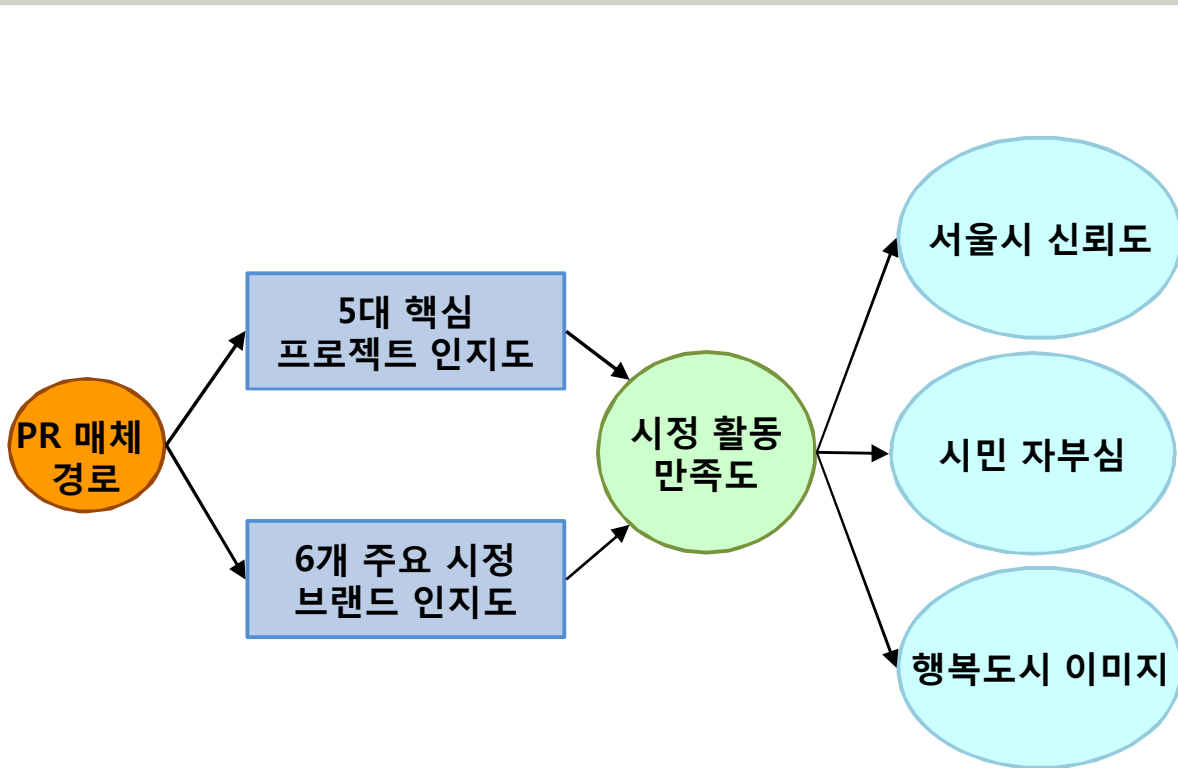 PR 매체
경로
5대 핵심
프로젝트 인지도
6개 주요 시정
브랜드 인지도
시정 활동
만족도
서울시 신뢰도
시민 자부심
행복도시 이미지